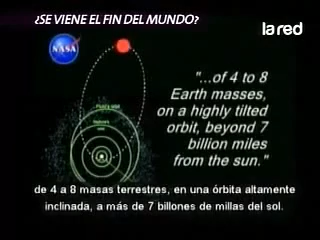 ¿SE VIENE EL FIN DEL MUNDO?
la red
NASA
"...of 4 to 8
Earth masses,
on a highly tilted
orbit, beyond 7
billion miles
from the sun."
de 4 a 8 masas terrestres, en una órbita altamente
inclinada, a más de 7 billones de millas del sol.